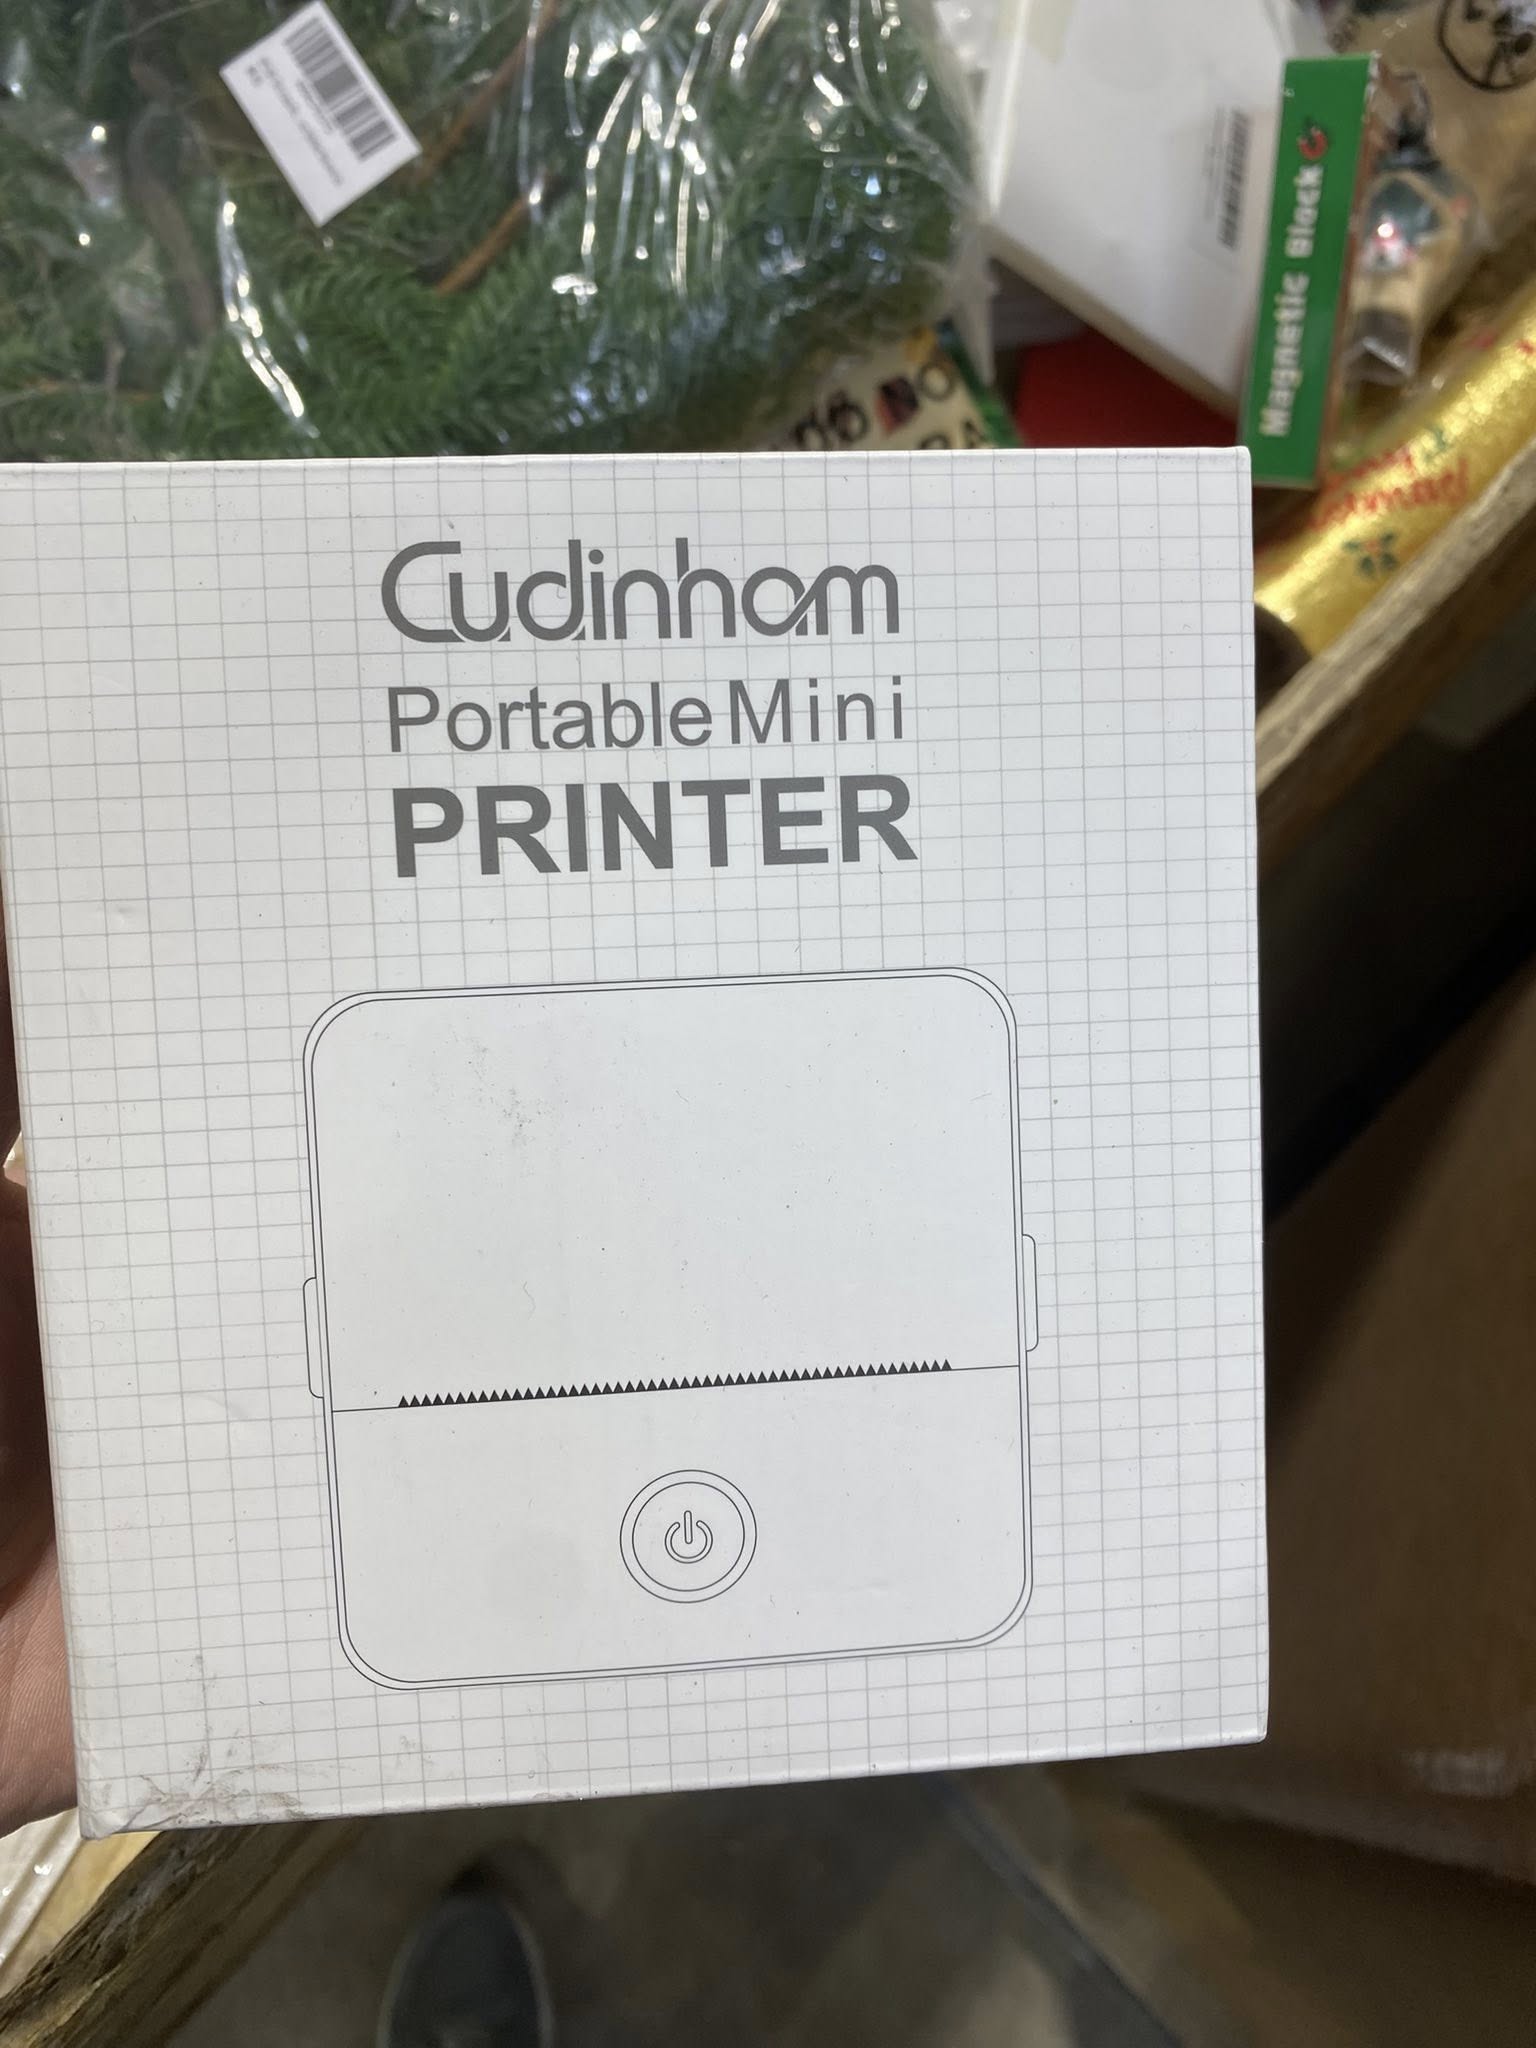 Magnetic Block
Cudinham
Portable Mini
PRINTER